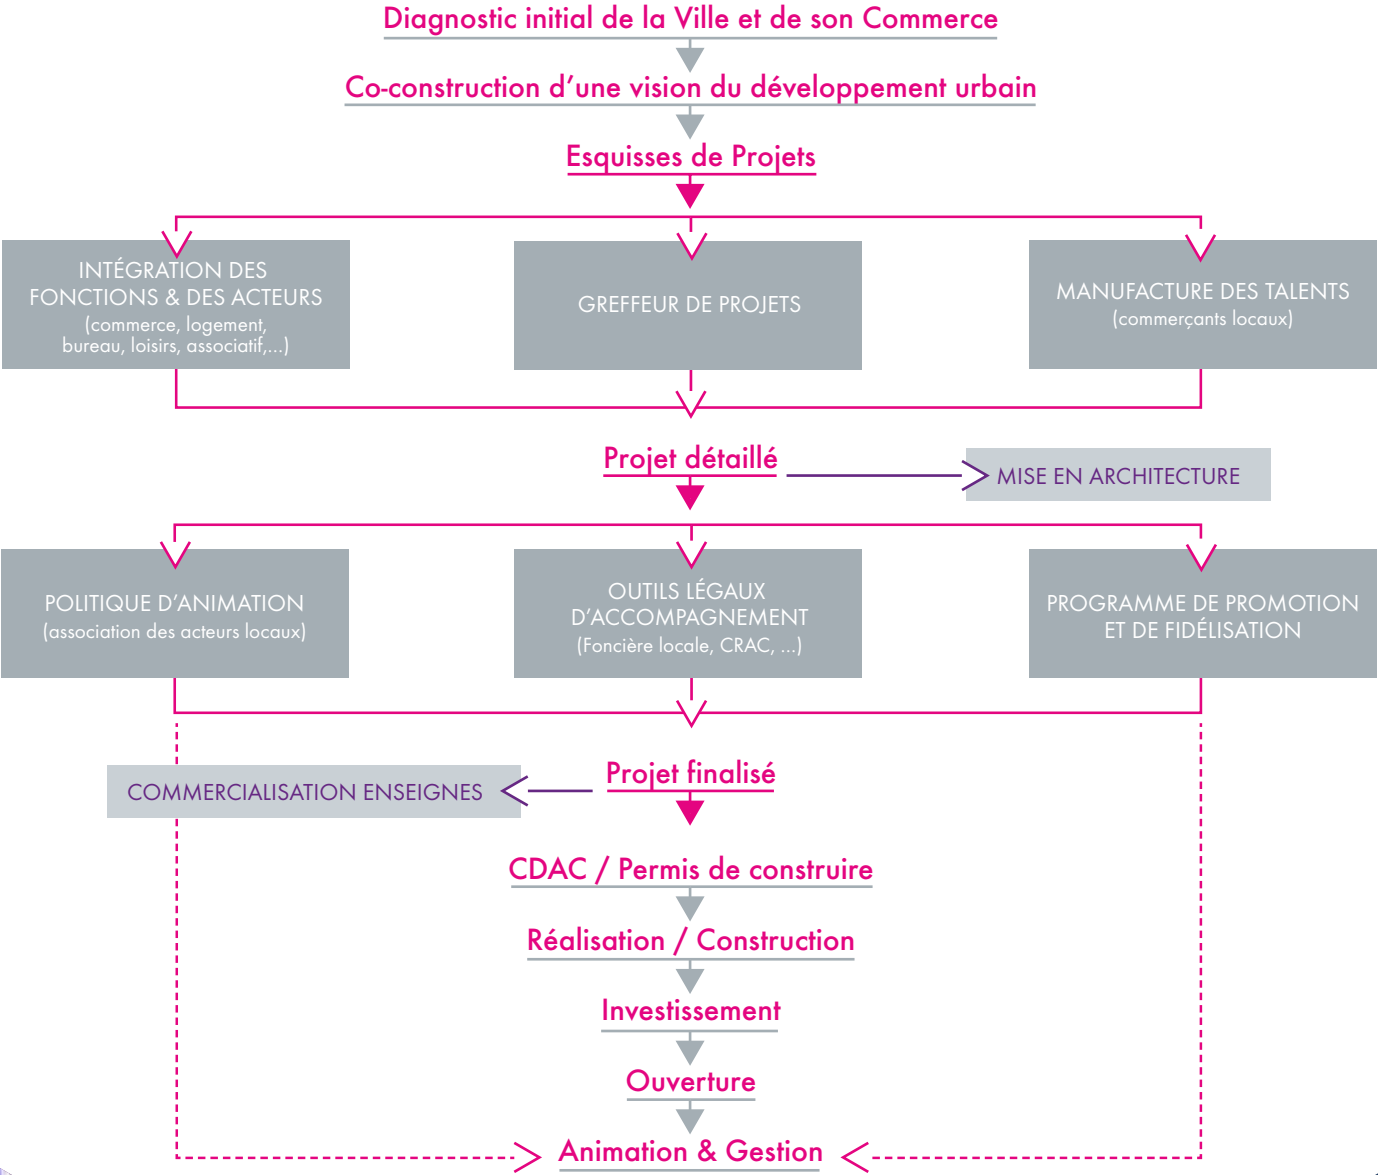 Diagnostic initial de la Ville et de son Commerce
Co-construction d’une vision du développement urbain
Esquisses de Projets
INTÉGRATION DES
FONCTIONS & DES ACTEURS
(commerce, logement,
bureau, loisirs, associatif,...)
GREFFEUR DE PROJETS
MANUFACTURE DES TALENTS
(commerçants locaux)
Projet détaillé
MISE EN ARCHITECTURE
POLITIQUE D’ANIMATION
(association des acteurs locaux)
OUTILS LÉGAUX
D’ACCOMPAGNEMENT
(Foncière locale, CRAC, ...)
PROGRAMME DE PROMOTION
ET DE FIDÉLISATION
Projet finalisé
COMMERCIALISATION ENSEIGNES
CDAC / Permis de construire
Réalisation / Construction
Investissement
Ouverture
Animation & Gestion